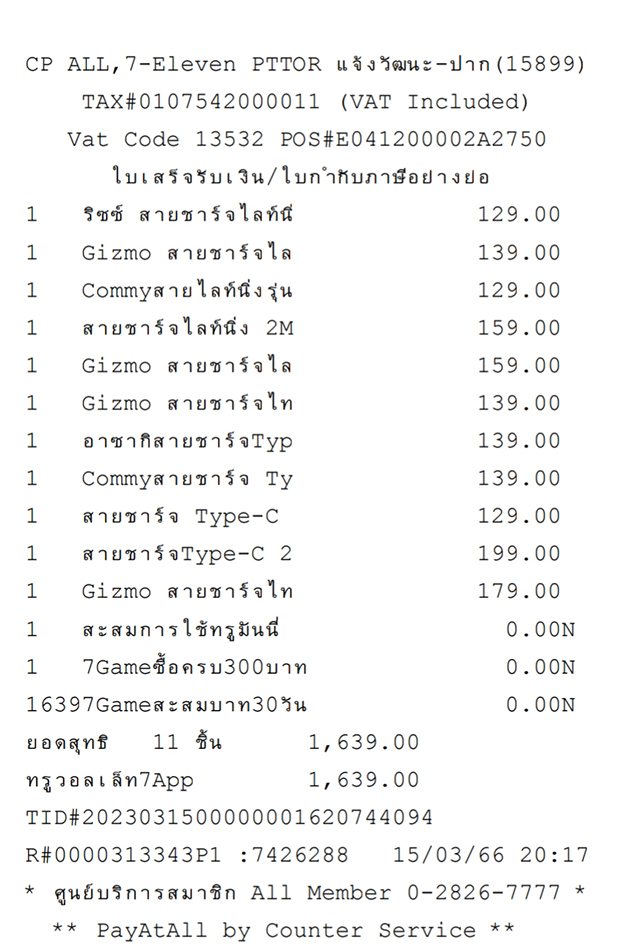 CP ALL,7-Eleven PTTOR แจ้งวัฒนะ-ปาก(15899)
TAX#0107542000011 (VAT Included)
Vat Code 13532 POS#E041200002A2750
ใบเสร็จรับเงิน/ใบกำกับภาษีอย่างย่อ
1 ริซซ์ สายชาร์จไลท์นิ่ 129.00
1 Gizmo สายชาร์จไล 139.00
1 Commyสายไลท์นิ่งรุ่น 129.00
1 สายชาร์จไลท์นิ่ง 2M 159.00
1 Gizmo สายชาร์จไล 159.00
1 Gizmo สายชาร์จไท 139.00
1 อาซากิสายชาร์จTyp 139.00
1 Commyสายชาร์จ Ty 139.00
1 สายชาร์จ Type-C 129.00
1 สายชาร์จType-C 2 199.00
1 Gizmo สายชาร์จไท 179.00
1 สะสมการใช้ทรูมันนี่ 0.00N
1 7Gameซื้อครบ300บาท 0.00N
16397Gameสะสมบาท30วัน 0.00N
ยอดสุทธิ 11 ชิ้น 1,639.00
ทรูวอลเล็ท7App 1,639.00
TID#2023031500000001620744094
R#0000313343P1 :7426288 15/03/66 20:17
* ศูนย์บริการสมาชิก All Member 0-2826-7777 *
** PayAtAll by Counter Service **